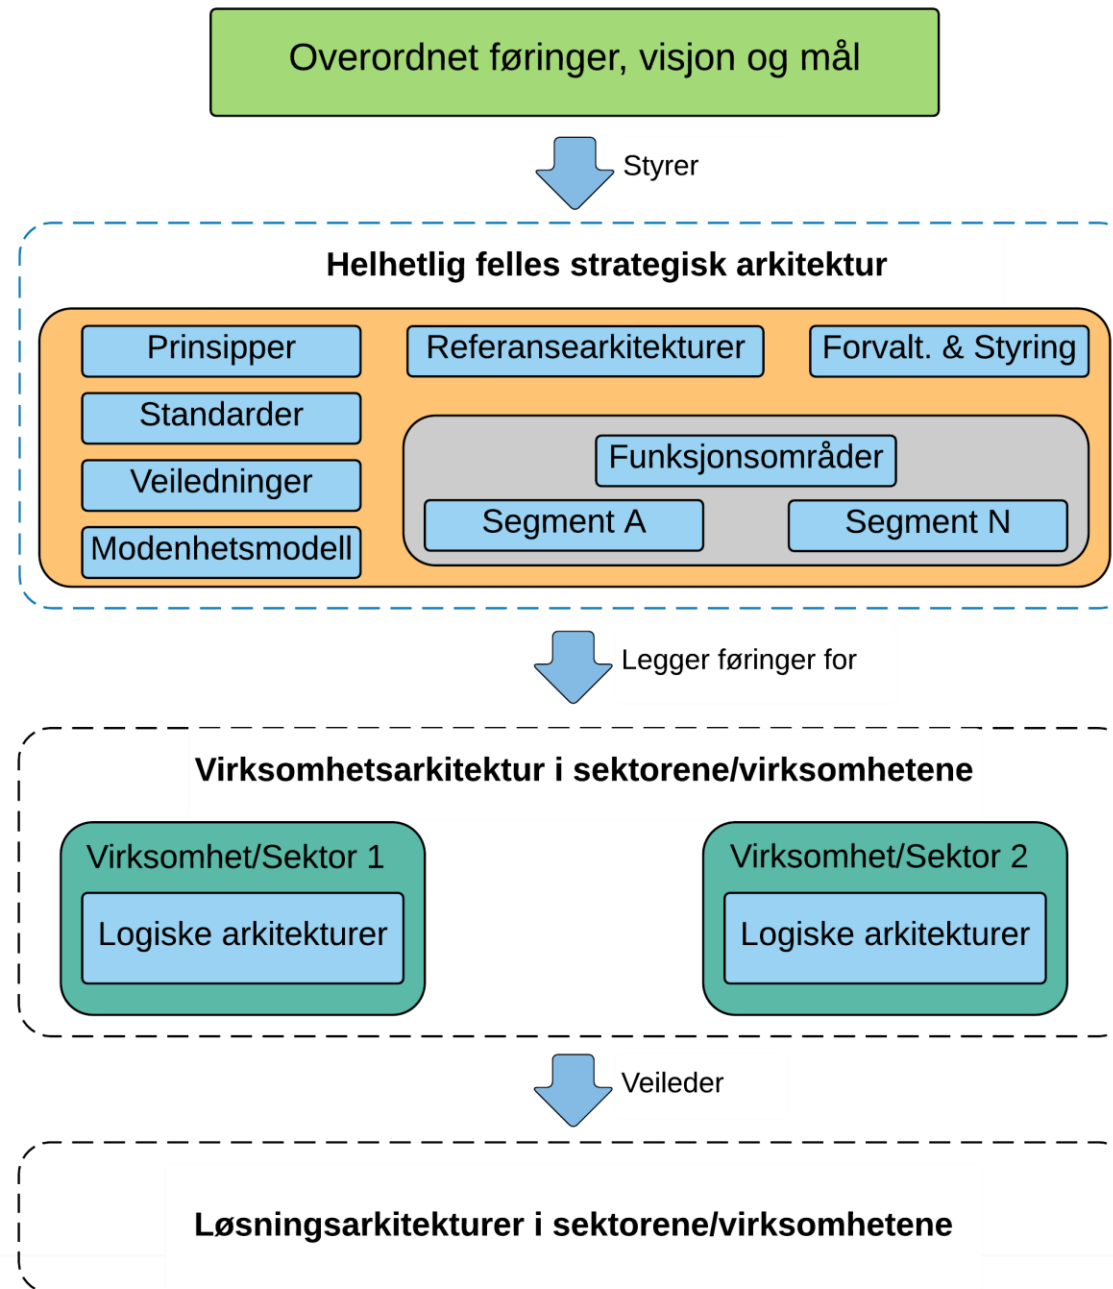 Overordnet føringer, visjon og mål
Styrer
Helhetlig felles strategisk arkitektur
Prinsipper
Referansearkitekturer
Forvalt. & Styring
Standarder
Veiledninger
Modenhetsmodell
Funksjonsområder
Segment A
Segment N
Legger føringer for
Virksomhetsarkitektur i sektorene/virksomhetene
Virksomhet/Sektor 1
Logiske arkitekturer
Virksomhet/Sektor 2
Logiske arkitekturer
Veileder
Løsningsarkitekturer i sektorene/virksomhetene